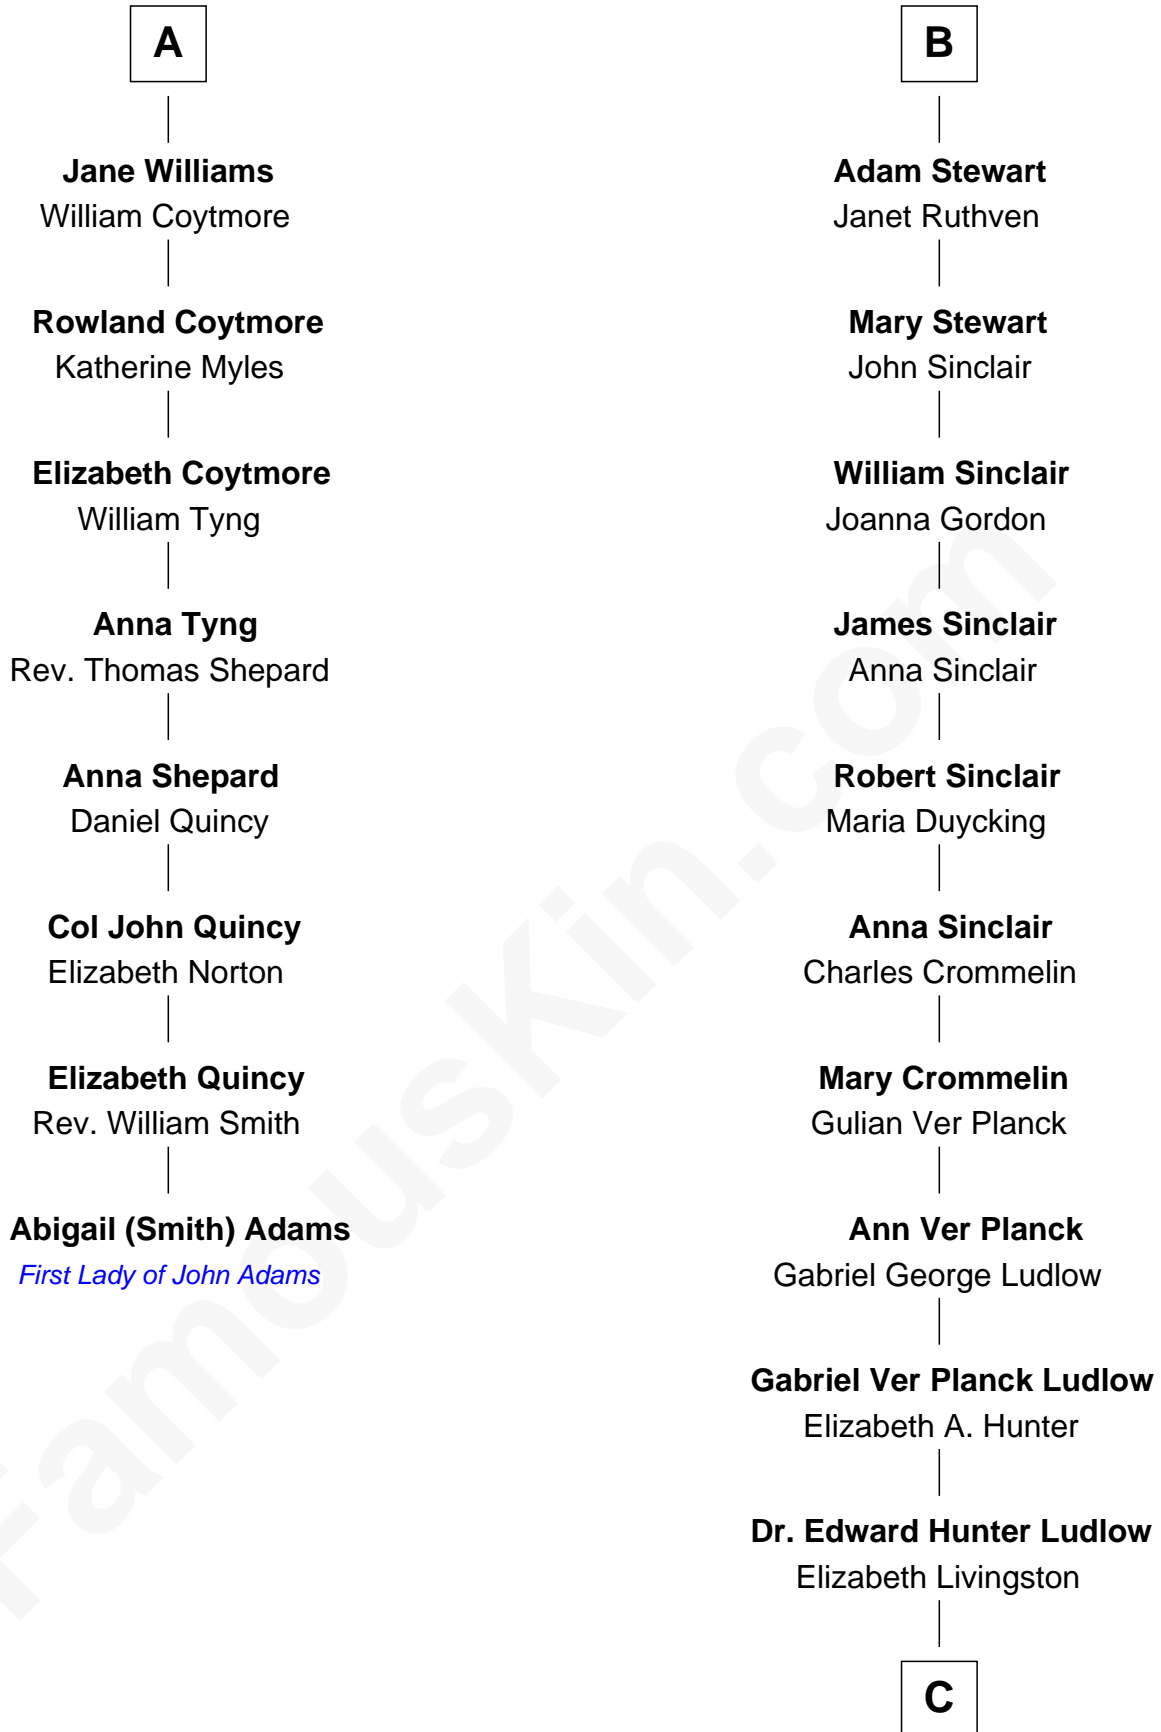 A
Jane Williams
William Coytmore
Rowland Coytmore
Katherine Myles
Elizabeth Coytmore
William Tyng
Anna Tyng
Rev. Thomas Shepard
Anna Shepard
Daniel Quincy
Col John Quincy
Elizabeth Norton
Elizabeth Quincy
Rev. William Smith
Abigail (Smith) Adams
First Lady of John Adams
B
Adam Stewart
Janet Ruthven
Mary Stewart
John Sinclair
William Sinclair
Joanna Gordon
James Sinclair
Anna Sinclair
Robert Sinclair
Maria Duycking
Anna Sinclair
Charles Crommelin
Mary Crommelin
Gulian Ver Planck
Ann Ver Planck
Gabriel George Ludlow
Gabriel Ver Planck Ludlow
Elizabeth A. Hunter
Dr. Edward Hunter Ludlow
Elizabeth Livingston
C
FamousKin.com